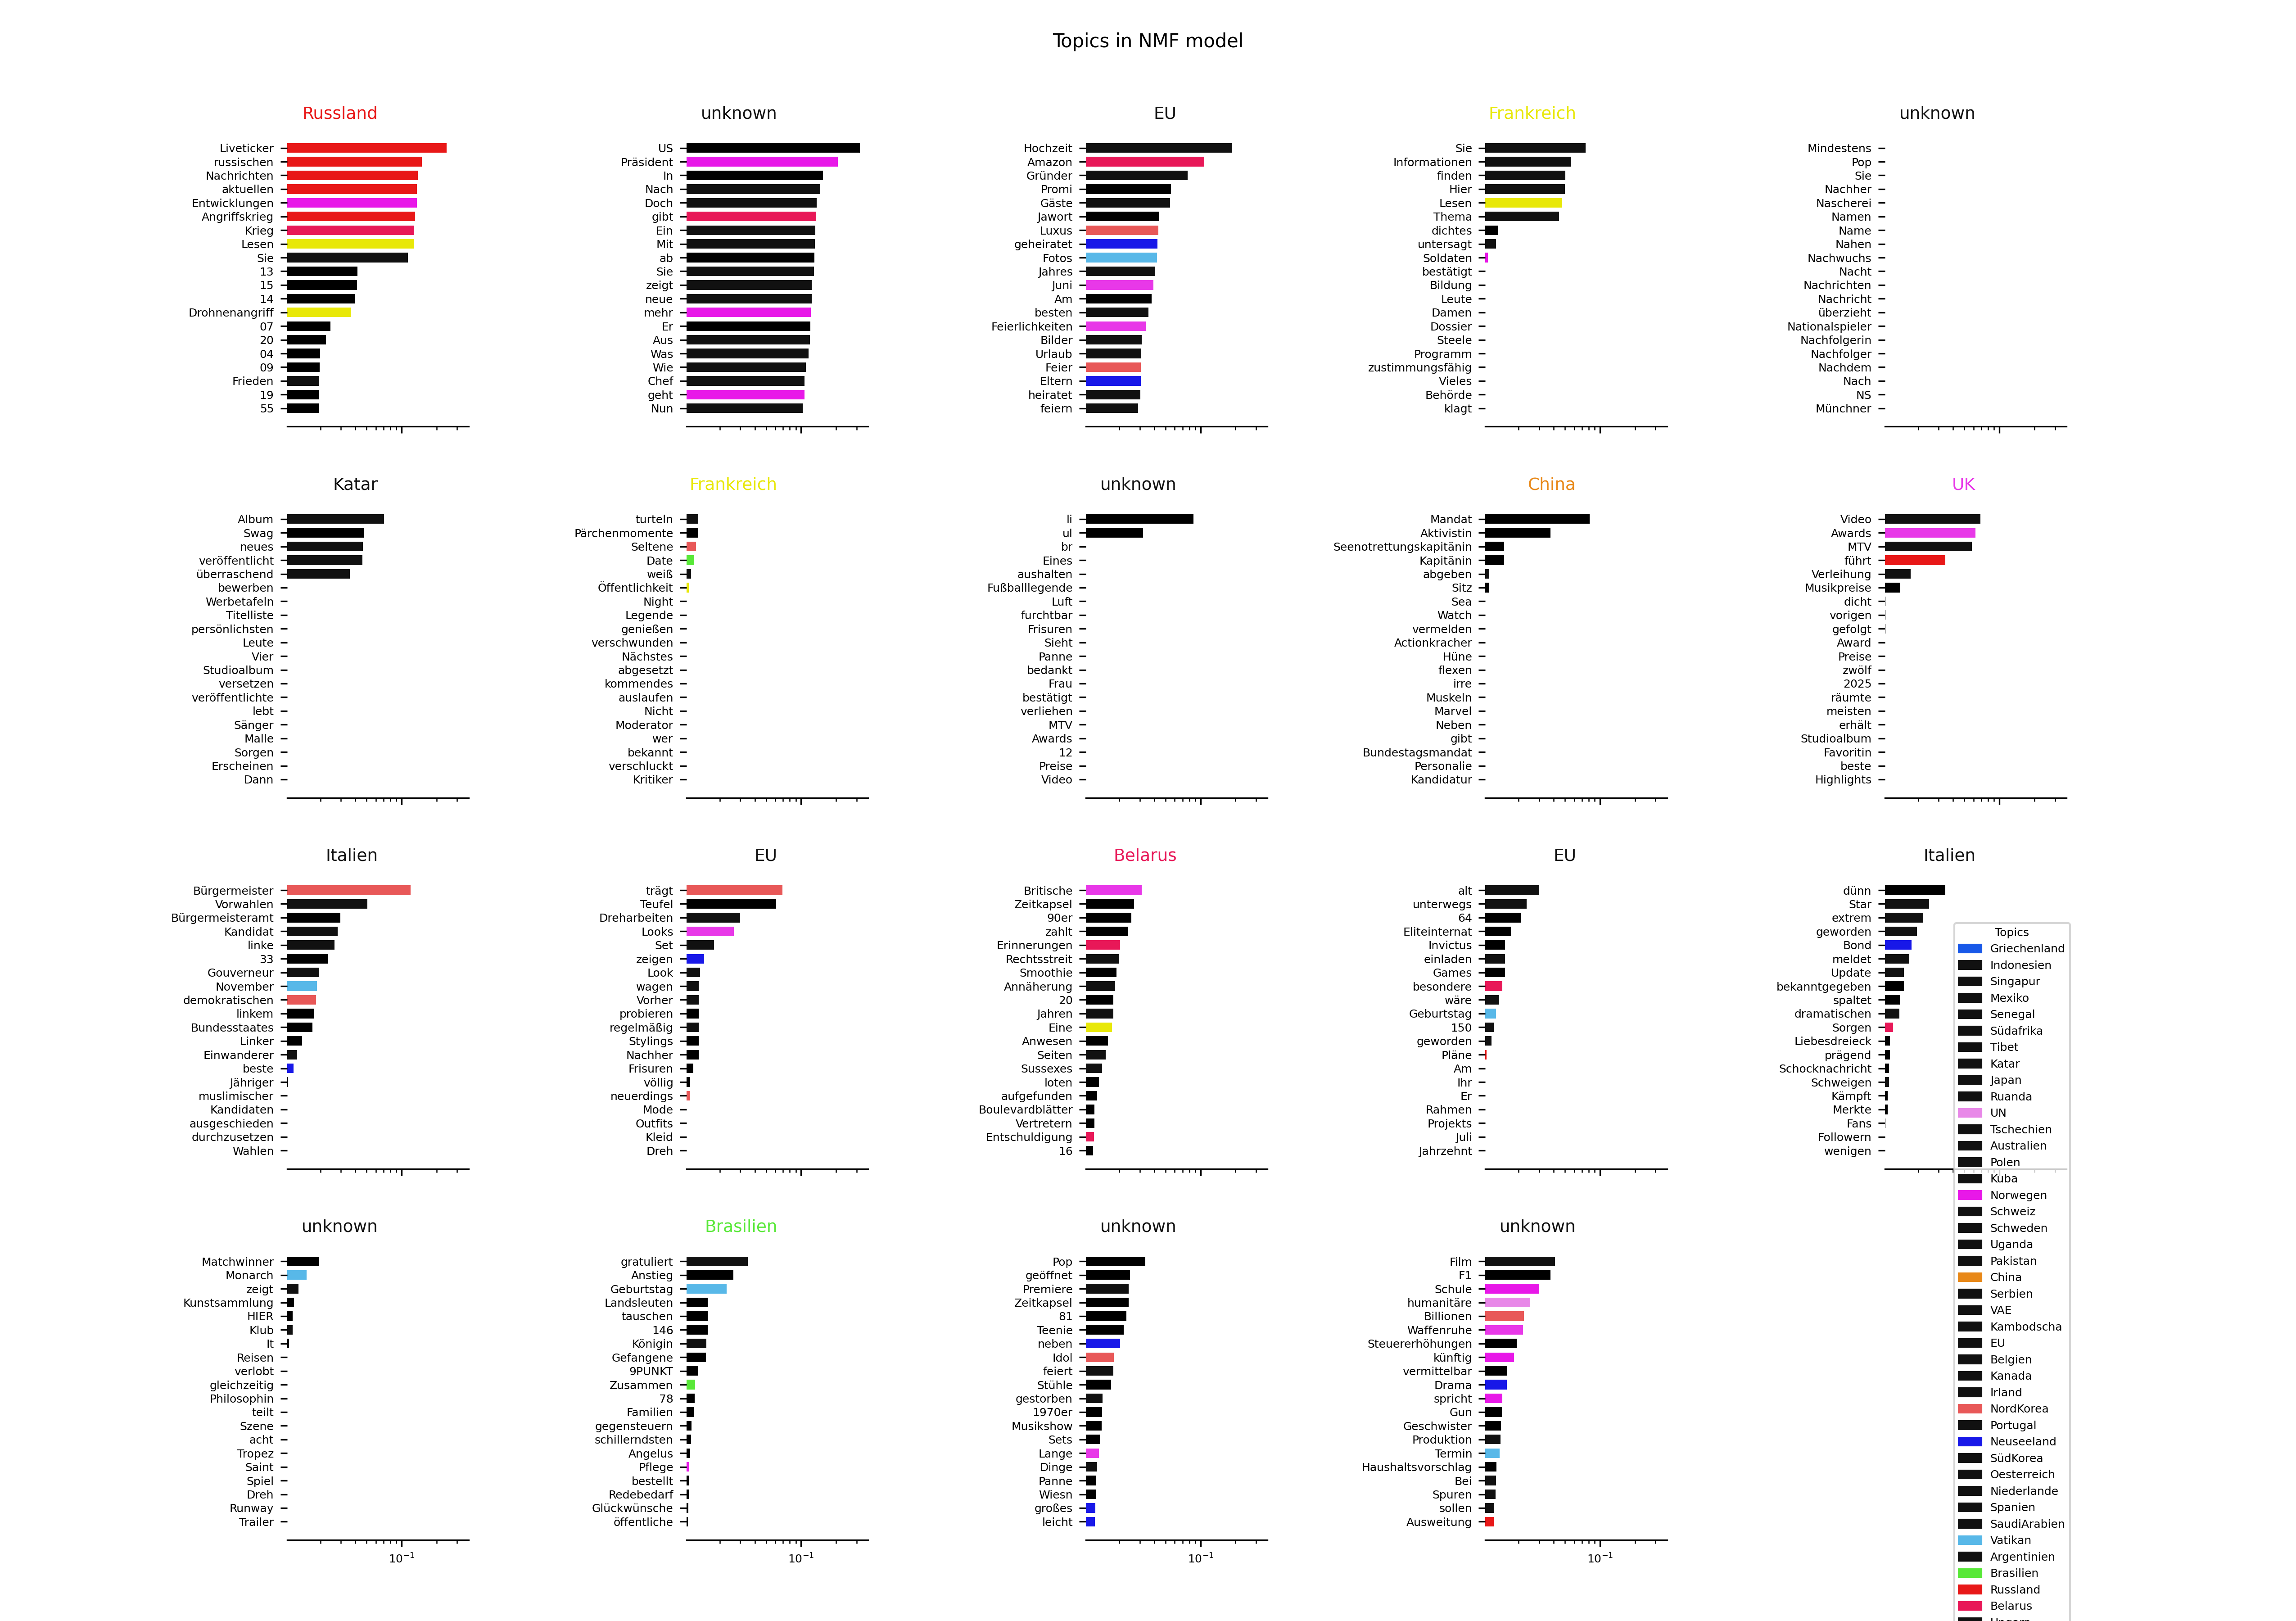 Topics in NMF model
Russland
Liveticker
russischen
Nachrichten
aktuellen
Entwicklungen
Angriffskrieg
Krieg
Lesen
Sie
13
15
14
Drohnenangriff
07
20
04
09
Frieden
19
55
unknown
US
Präsident
In
Nach
Doch
gibt
Ein
Mit
ab
Sie
zeigt
neue
mehr
Er
Aus
Was
Wie
Chef
geht
Nun
EU
Hochzeit
Amazon
Gründer
Promi
Gäste
Jawort
Luxus
geheiratet
Fotos
Jahres
Juni
Am
besten
Feierlichkeiten
Bilder
Urlaub
Feier
Eltern
heiratet
feiern
Frankreich
Sie
Informationen
finden
Hier
Lesen
Thema
dichtes
untersagt
Soldaten
bestätigt
Bildung
Leute
Damen
Dossier
Steele
Programm
zustimmungsfähig
Vieles
Behörde
klagt
unknown
Mindestens
Pop
Sie
Nachher
Nascherei
Namen
Name
Nahen
Nachwuchs
Nacht
Nachrichten
Nachricht
überzieht
Nationalspieler
Nachfolgerin
Nachfolger
Nachdem
Nach
NS
Münchner
Katar
Album
Swag
neues
veröffentlicht
überraschend
bewerben
Werbetafeln
Titelliste
persönlichsten
Leute
Vier
Studioalbum
versetzen
veröffentlichte
lebt
Sänger
Malle
Sorgen
Erscheinen
Dann
Frankreich
turteln
Pärchenmomente
Seltene
Date
weiß
Öffentlichkeit
Night
Legende
genießen
verschwunden
Nächstes
abgesetzt
kommendes
auslaufen
Nicht
Moderator
wer
bekannt
verschluckt
Kritiker
unknown
li
ul
br
Eines
aushalten
Fußballlegende
Luft
furchtbar
Frisuren
Sieht
Panne
bedankt
Frau
bestätigt
verliehen
MTV
Awards
12
Preise
Video
China
Mandat
Aktivistin
Seenotrettungskapitänin
Kapitänin
abgeben
Sitz
Sea
Watch
vermelden
Actionkracher
Hüne
flexen
irre
Muskeln
Marvel
Neben
gibt
Bundestagsmandat
Personalie
Kandidatur
UK
Video
Awards
MTV
führt
Verleihung
Musikpreise
dicht
vorigen
gefolgt
Award
Preise
zwölf
2025
räumte
meisten
erhält
Studioalbum
Favoritin
beste
Highlights
Italien
Bürgermeister
Vorwahlen
Bürgermeisteramt
Kandidat
linke
33
Gouverneur
November
demokratischen
linkem
Bundesstaates
Linker
Einwanderer
beste
Jähriger
muslimischer
Kandidaten
ausgeschieden
durchzusetzen
Wahlen
EU
trägt
Teufel
Dreharbeiten
Looks
Set
zeigen
Look
wagen
Vorher
probieren
regelmäßig
Stylings
Nachher
Frisuren
völlig
neuerdings
Mode
Outfits
Kleid
Dreh
Belarus
Britische
Zeitkapsel
90er
zahlt
Erinnerungen
Rechtsstreit
Smoothie
Annäherung
20
Jahren
Eine
Anwesen
Seiten
Sussexes
loten
aufgefunden
Boulevardblätter
Vertretern
Entschuldigung
16
EU
alt
unterwegs
64
Eliteinternat
Invictus
einladen
Games
besondere
wäre
Geburtstag
150
geworden
Pläne
Am
Ihr
Er
Rahmen
Projekts
Juli
Jahrzehnt
Italien
dünn
Star
extrem
geworden
Bond
meldet
Update
bekanntgegeben
spaltet
dramatischen
Sorgen
Liebesdreieck
prägend
Schocknachricht
Schweigen
Kämpft
Merkte
Fans
Followern
wenigen
unknown
Matchwinner
Monarch
zeigt
Kunstsammlung
HIER
Klub
It
Reisen
verlobt
gleichzeitig
Philosophin
teilt
Szene
acht
Tropez
Saint
Spiel
Dreh
Runway
Trailer
10⁻¹
Brasilien
gratuliert
Anstieg
Geburtstag
Landsleuten
tauschen
146
Königin
Gefangene
9PUNKT
Zusammen
78
Familien
gegensteuern
schillerndsten
Angelus
Pflege
bestellt
Redebedarf
Glückwünsche
öffentliche
10⁻¹
unknown
Pop
geöffnet
Premiere
Zeitkapsel
81
Teenie
neben
Idol
feiert
Stühle
gestorben
1970er
Musikshow
Sets
Lange
Dinge
Panne
Wiesn
großes
leicht
10⁻¹
unknown
Film
F1
Schule
humanitäre
Billionen
Waffenruhe
Steuererhöhungen
künftig
vermittelbar
Drama
spricht
Gun
Geschwister
Produktion
Termin
Haushaltsvorschlag
Bei
Spuren
sollen
Ausweitung
10⁻¹
Topics
Griechenland
Indonesien
Singapur
Mexiko
Senegal
Südafrika
Tibet
Katar
Japan
Ruanda
UN
Tschechien
Australien
Polen
Kuba
Norwegen
Schweiz
Schweden
Uganda
Pakistan
China
Serbien
VAE
Kambodscha
EU
Belgien
Kanada
Irland
NordKorea
Portugal
Neuseeland
SüdKorea
Oesterreich
Niederlande
Spanien
SaudiArabien
Vatikan
Argentinien
Brasilien
Russland
Belarus